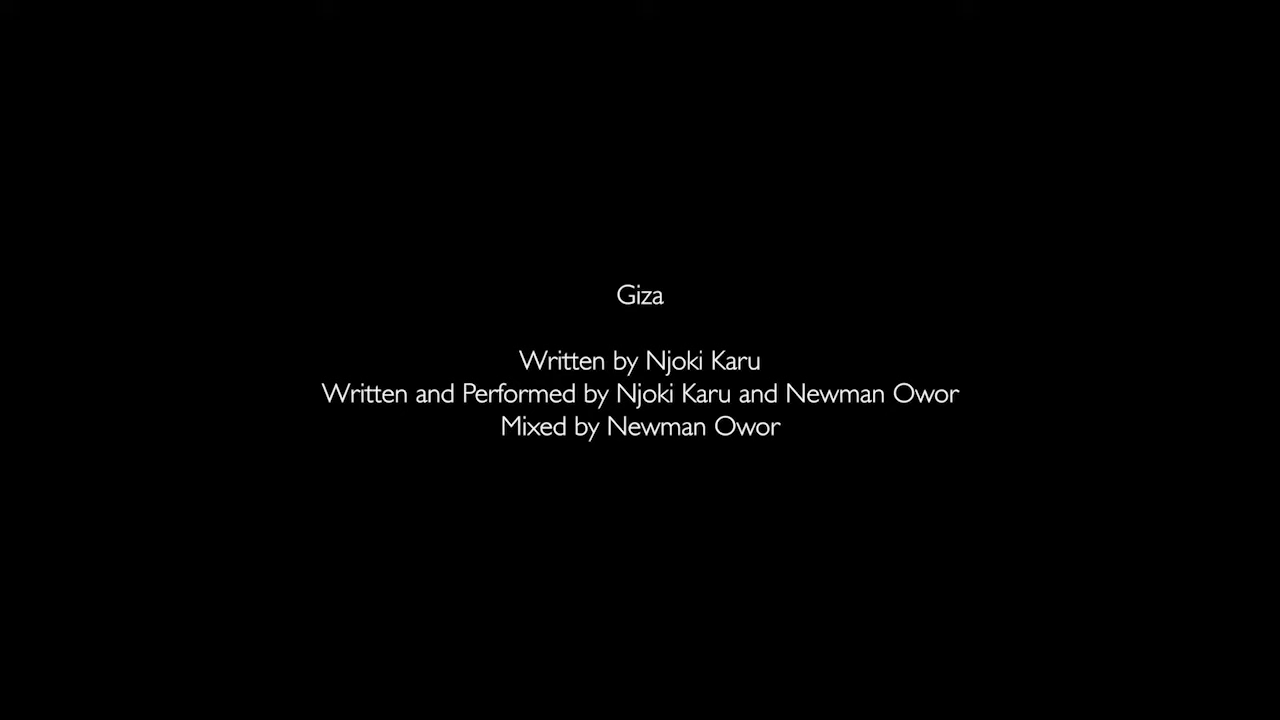 Giza
Written by Njoki Karu
Written and Performed by Njoki Karu and Newman Owor
Mixed by Newman Owor